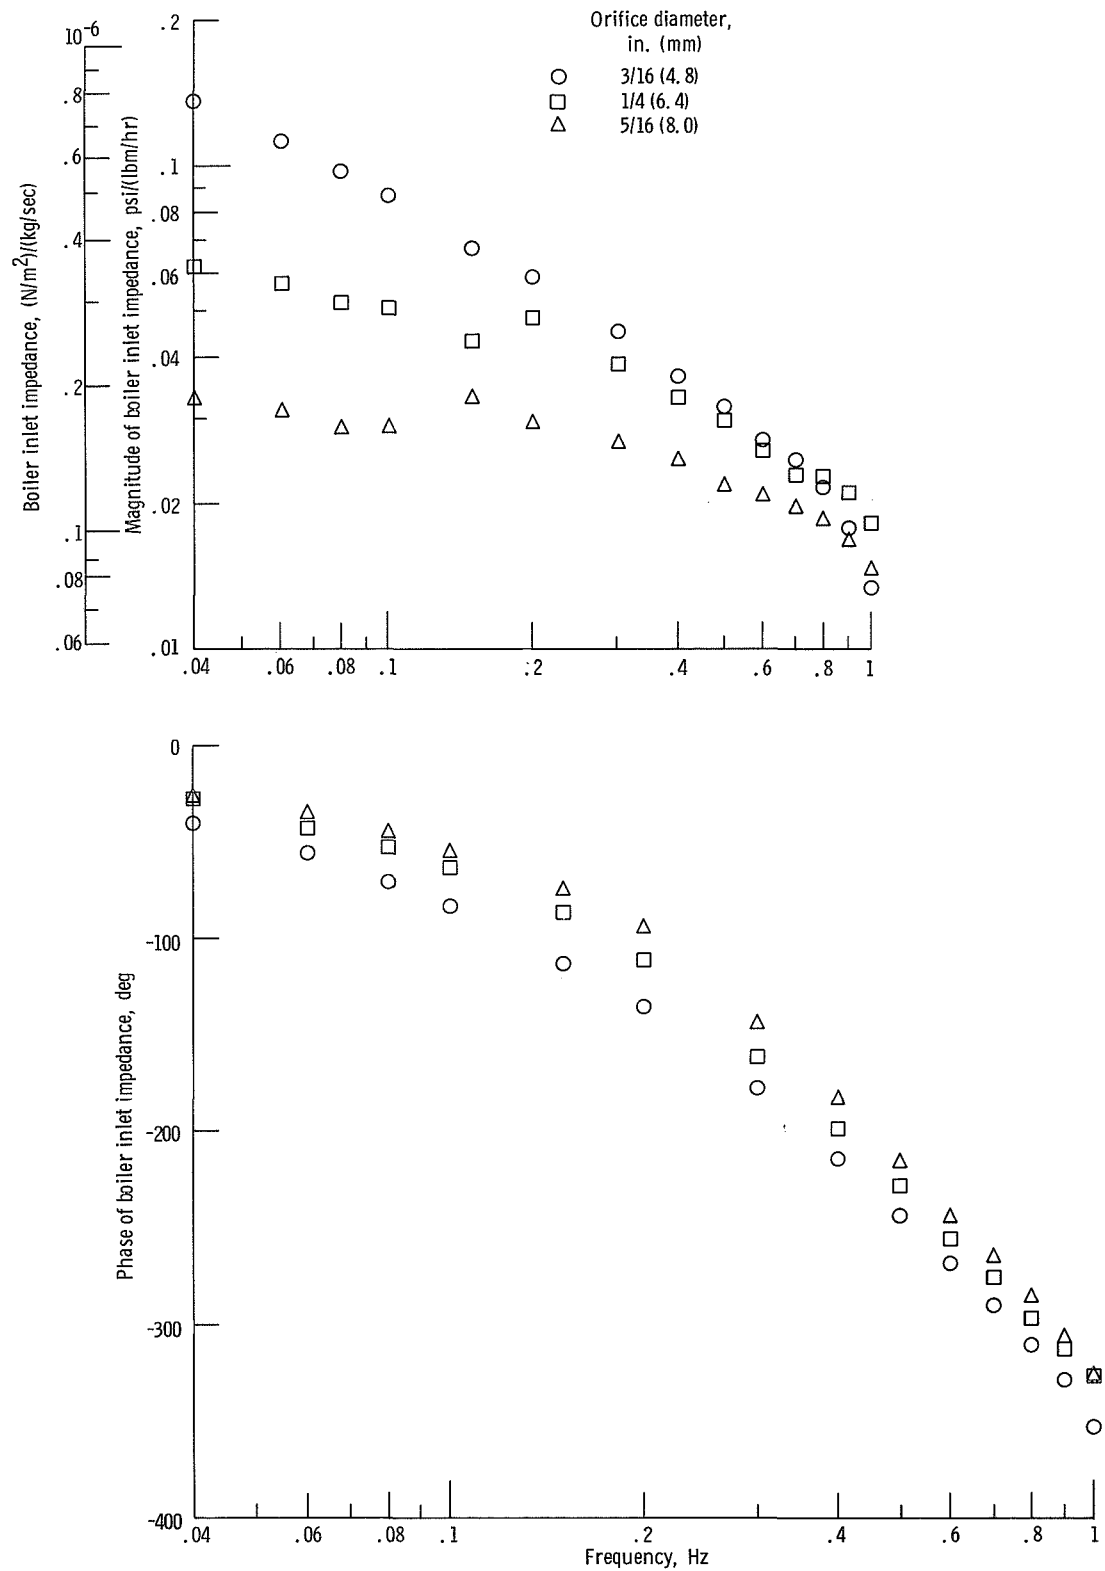 Orifice diameter,
in. (mm)
3/16 (4. 8)
1/4 (6. 4)
5/16 (8. 0)
Boiler inlet impedance, (N/m2)/(kg/sec)
10-6
.8
.6
.4
.2
.1
.08
.06
Magnitude of boiler inlet impedance, psi/(lbm/hr)
.2
.1
.08
.06
.04
.02
.01
.04 .06 .08 .1 .2 .4 .6 .8 1
Phase of boiler inlet impedance, deg
0
-100
-200
-300
-400
.04 .06 .08 .1 .2 .4 .6 .8 1
Frequency, Hz